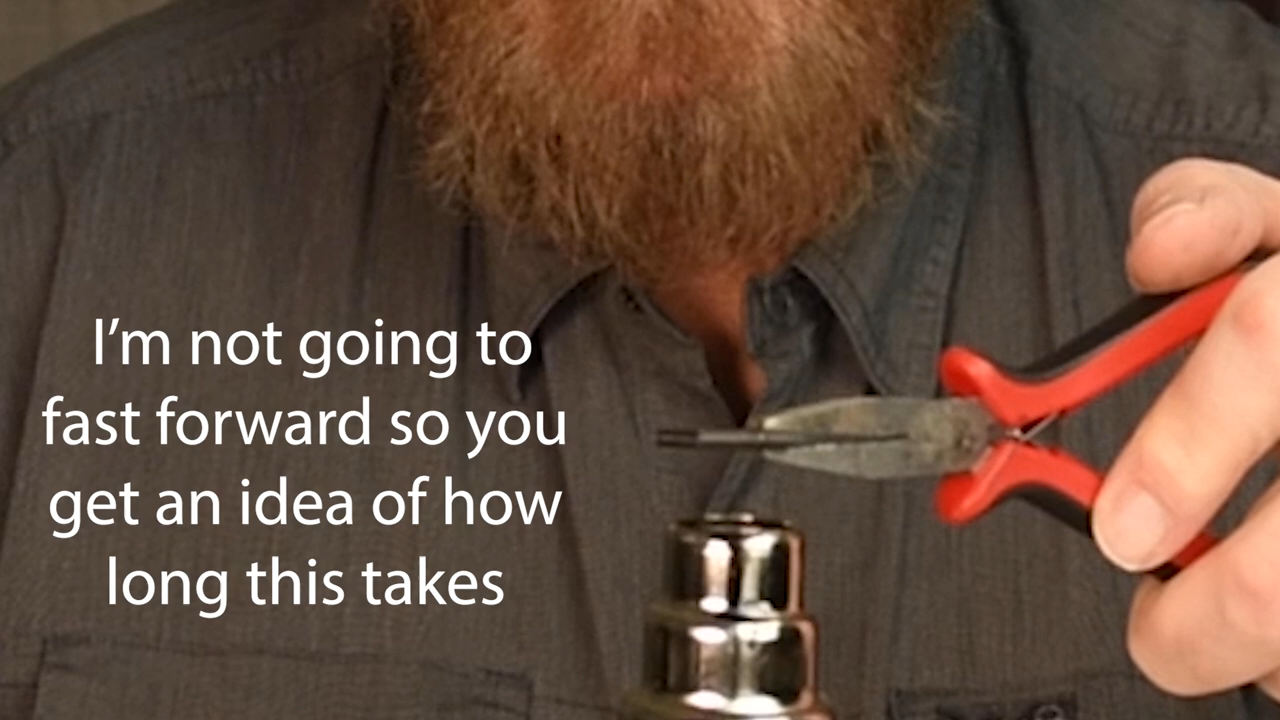 I’m not going to
fast forward so you
get an idea of how
long this takes